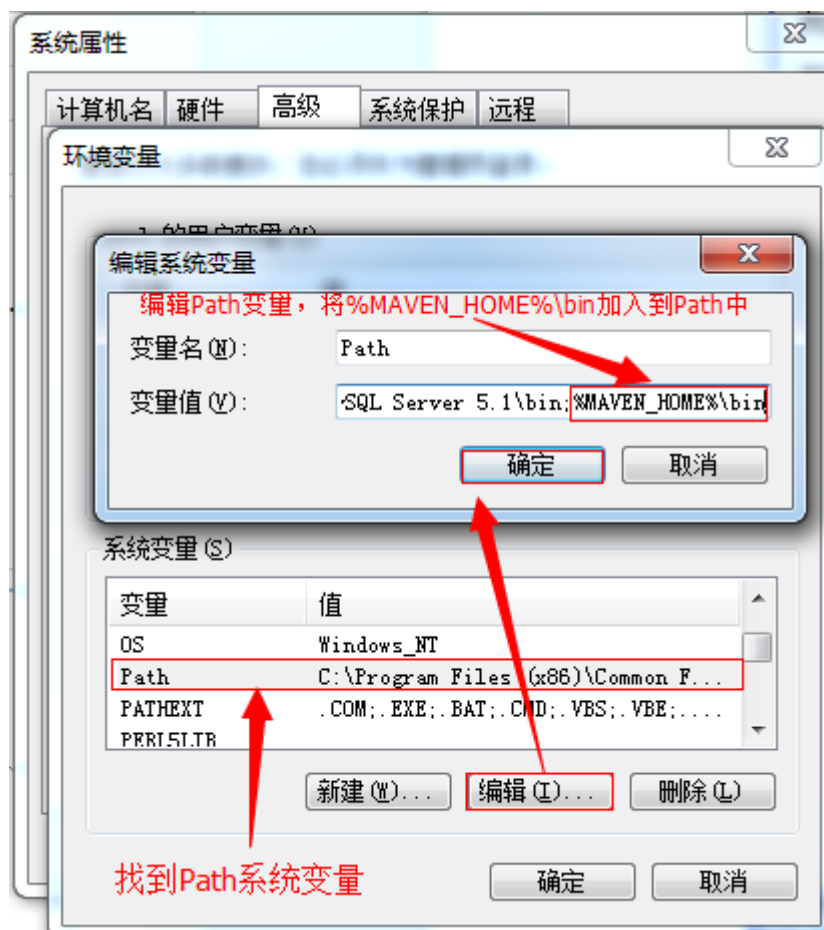 系统属性
计算机名 硬件 高级 系统保护 远程
环境变量
编辑系统变量
编辑Path变量，将%MAVEN_HOME%\bin加入到Path中
变量名(N): Path
变量值(V): SQL Server 5.1\bin;%MAVEN_HOME%\bin
确定 取消
系统变量(S)
变量 值
OS Windows_NT
Path C:\Program Files (x86)\Common F...
PATHEXT .COM;.EXE;.BAT;.CMD;.VBS;.VBE;....
PERL5LIB
新建(W)... 编辑(I)... 删除(L)
找到Path系统变量
确定 取消